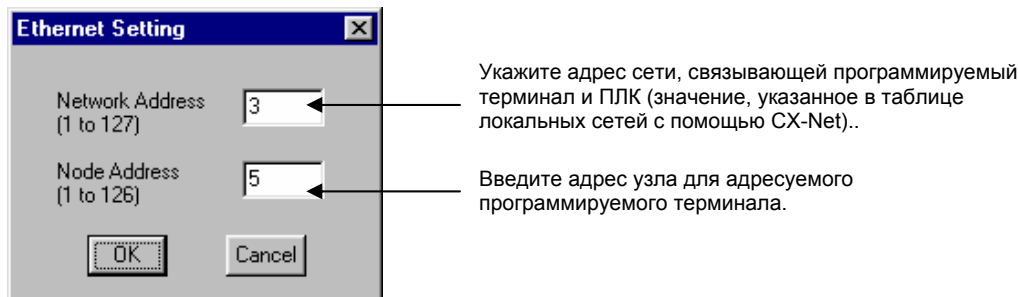 Ethernet Setting
Network Address
(1 to 127)
3
Node Address
(1 to 126)
5
OK
Cancel
Укажите адрес сети, связывающей программируемый
терминал и ПЛК (значение, указанное в таблице
локальных сетей с помощью CX-Net)..
Введите адрес узла для адресуемого
программируемого терминала.